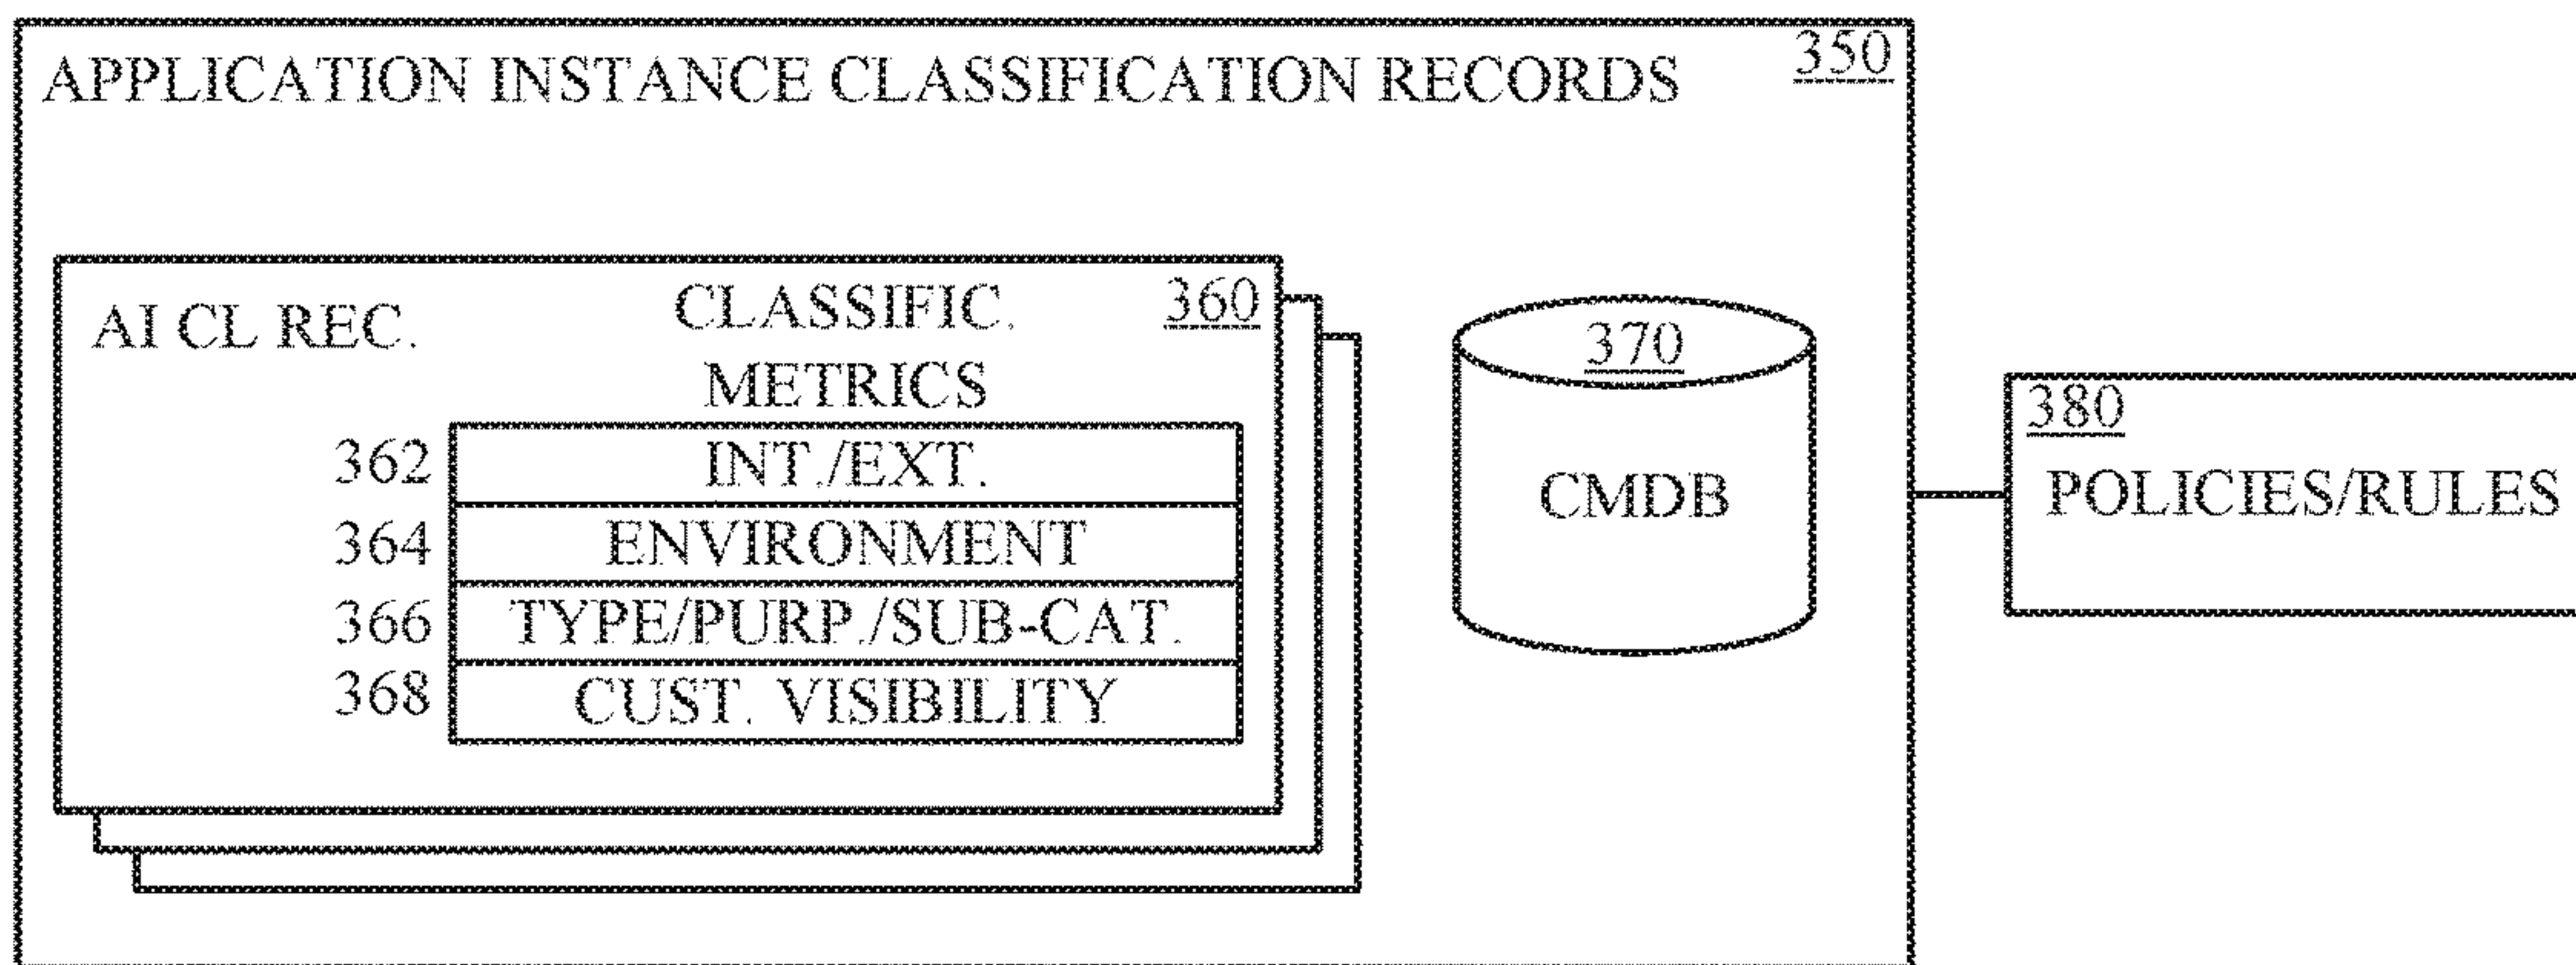 APPLICATION INSTANCE CLASSIFICATION RECORDS 350
AI CL REC. CLASSIFIC. METRICS 360
362 INT./EXT.
364 ENVIRONMENT
366 TYPE/PURP./SUB-CAT.
368 CUST. VISIBILITY
370
CMDB
380
POLICIES/RULES